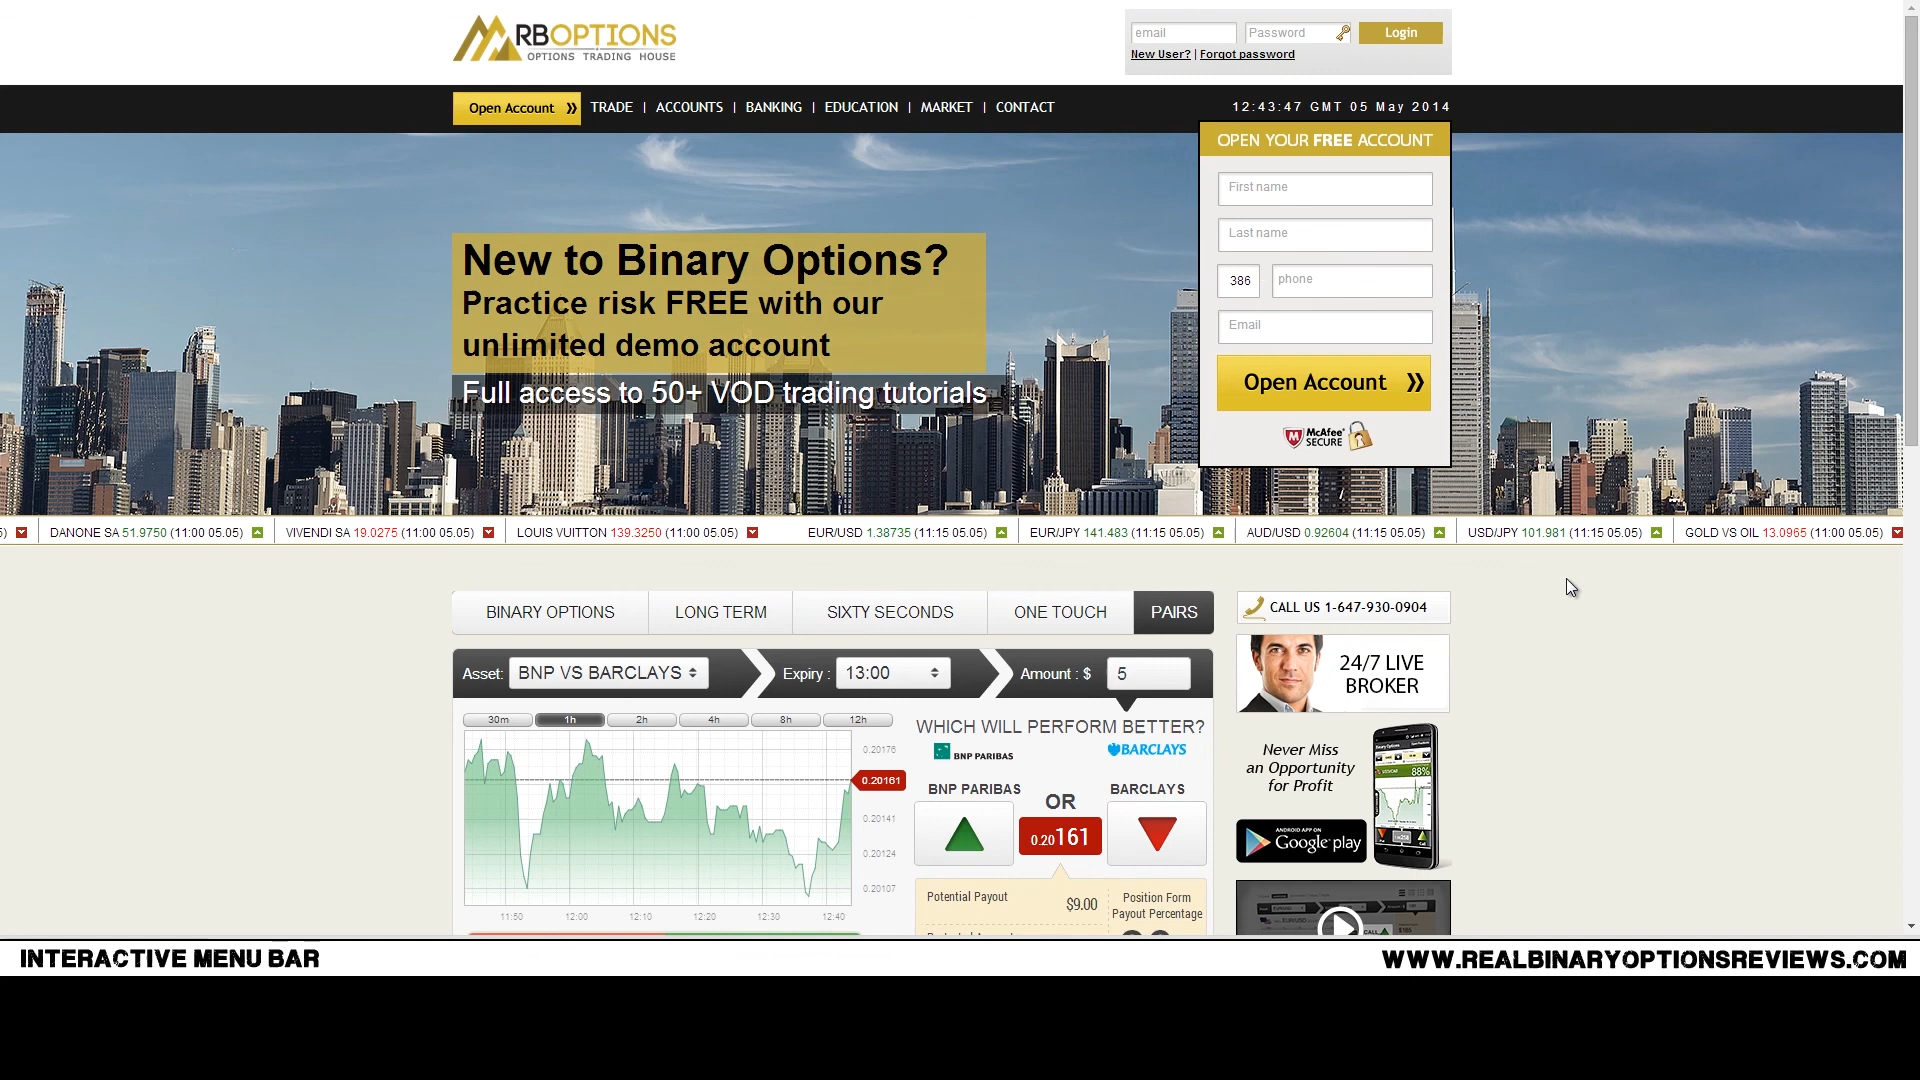 RBOPTIONS
OPTIONS TRADING HOUSE
email
Password
Login
New User? | Forgot password
Open Account »
TRADE | ACCOUNTS | BANKING | EDUCATION | MARKET | CONTACT
12:43:47 GMT 05 May 2014
OPEN YOUR FREE ACCOUNT
First name
Last name
386
phone
Email
Open Account »
McAfee SECURE
New to Binary Options?
Practice risk FREE with our
unlimited demo account
Full access to 50+ VOD trading tutorials
5) DANONE SA 51.9750 (11:00 05.05) VIVENDI SA 19.0275 (11:00 05.05) LOUIS VUITTON 139.3250 (11:00 05.05) EUR/USD 1.38735 (11:15 05.05) EUR/JPY 141.483 (11:15 05.05) AUD/USD 0.92604 (11:15 05.05) USD/JPY 101.981 (11:15 05.05) GOLD VS OIL 13.0965 (11:00 05.05)
BINARY OPTIONS
LONG TERM
SIXTY SECONDS
ONE TOUCH
PAIRS
Asset: BNP VS BARCLAYS
Expiry : 13:00
Amount : $ 5
30m 1h 2h 4h 8h 12h
0.20176
0.20161
0.20141
0.20124
0.20107
11:50 12:00 12:10 12:20 12:30 12:40
WHICH WILL PERFORM BETTER?
BNP PARIBAS
BARCLAYS
BNP PARIBAS
OR
BARCLAYS
0.20161
Potential Payout
$9.00
Position Form
Payout Percentage
CALL US 1-647-930-0904
24/7 LIVE
BROKER
Never Miss
an Opportunity
for Profit
88%
ANDROID APP ON
Google play
INTERACTIVE MENU BAR
WWW.REALBINARYOPTIONSREVIEWS.COM